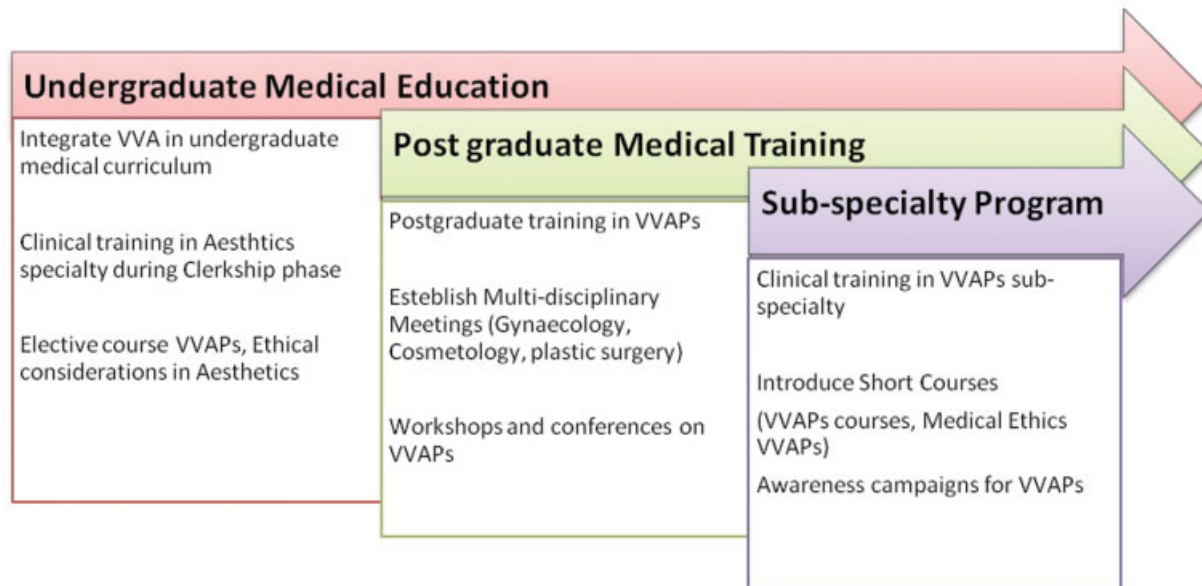 Undergraduate Medical Education
Integrate VVA in undergraduate
medical curriculum
Clinical training in Aesthtics
specialty during Clerkship phase
Elective course VVAPs, Ethical
considerations in Aesthetics
Post graduate Medical Training
Postgraduate training in VVAPs
Esteblish Multi-disciplinary
Meetings (Gynaecology,
Cosmetology, plastic surgery)
Workshops and conferences on
VVAPs
Sub-specialty Program
Clinical training in VVAPs sub-
specialty
Introduce Short Courses
(VVAPs courses, Medical Ethics
VVAPs)
Awareness campaigns for VVAPs